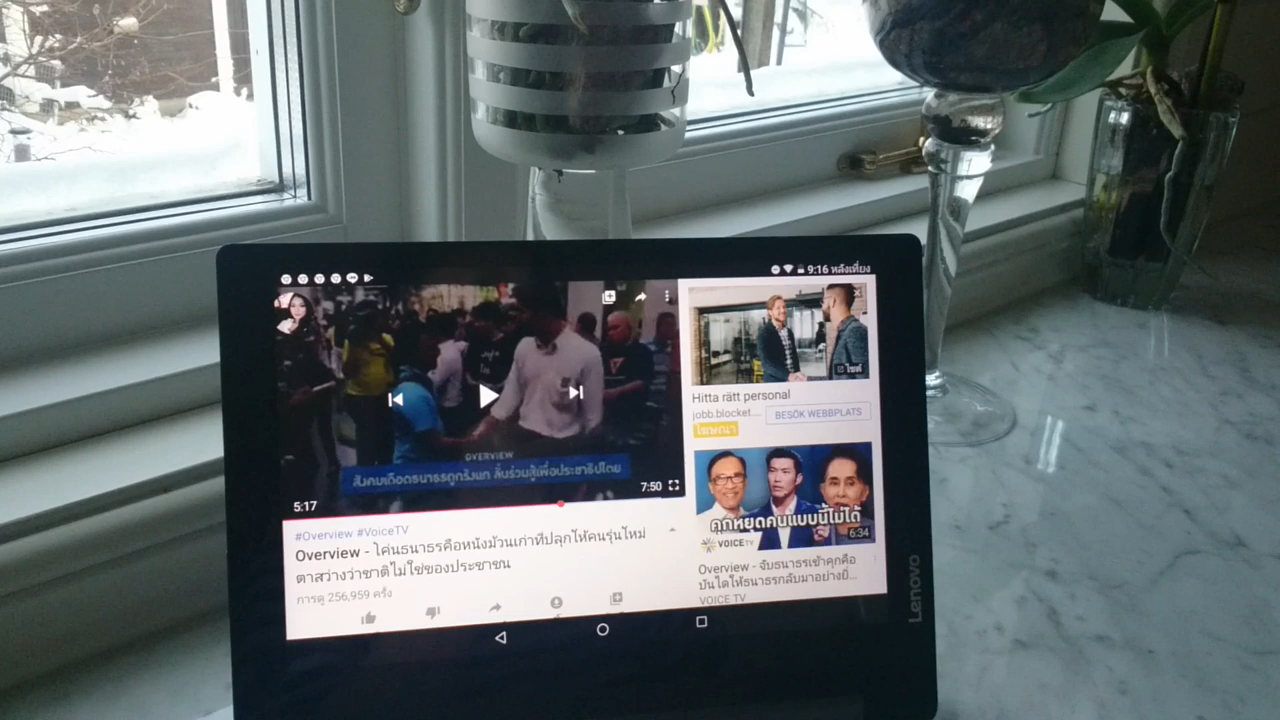 9:16 หลังเที่ยง
OVERVIEW
สังคมเดือดธนาธรถูกรังแก ลั่นร่วมสู้เพื่อประชาธิปไตย
5:17
7:50
#Overview #VoiceTV
Overview - โค่นธนาธรคือหนังม้วนเก่าที่ปลุกให้คนรุ่นใหม่
ตาสว่างว่าชาติไม่ใช่ของประชาชน
การดู 256,959 ครั้ง
ไซต์
Hitta rätt personal
jobb.blocket....
BESÖK WEBBPLATS
โฆษณา
คุกหยุดคนแบบนี้ไม่ได้
VOICE TV
6:34
Overview - จับธนาธรเข้าคุกคือ
บันไดให้ธนาธรกลับมาอย่างยิ่...
VOICE TV
Lenovo